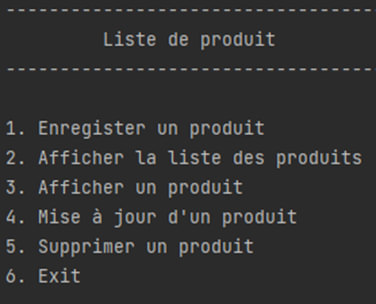 -----------------------------------
Liste de produit
-----------------------------------
1. Enregister un produit
2. Afficher la liste des produits
3. Afficher un produit
4. Mise à jour d'un produit
5. Supprimer un produit
6. Exit